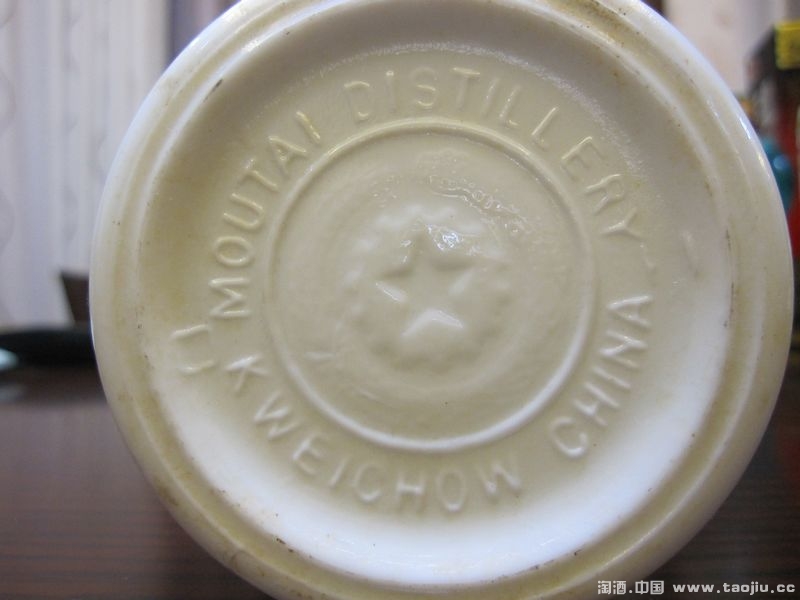 MOUTAI DISTILLERY
KWEICHOW CHINA
淘酒.中国 www.taojiu.cc